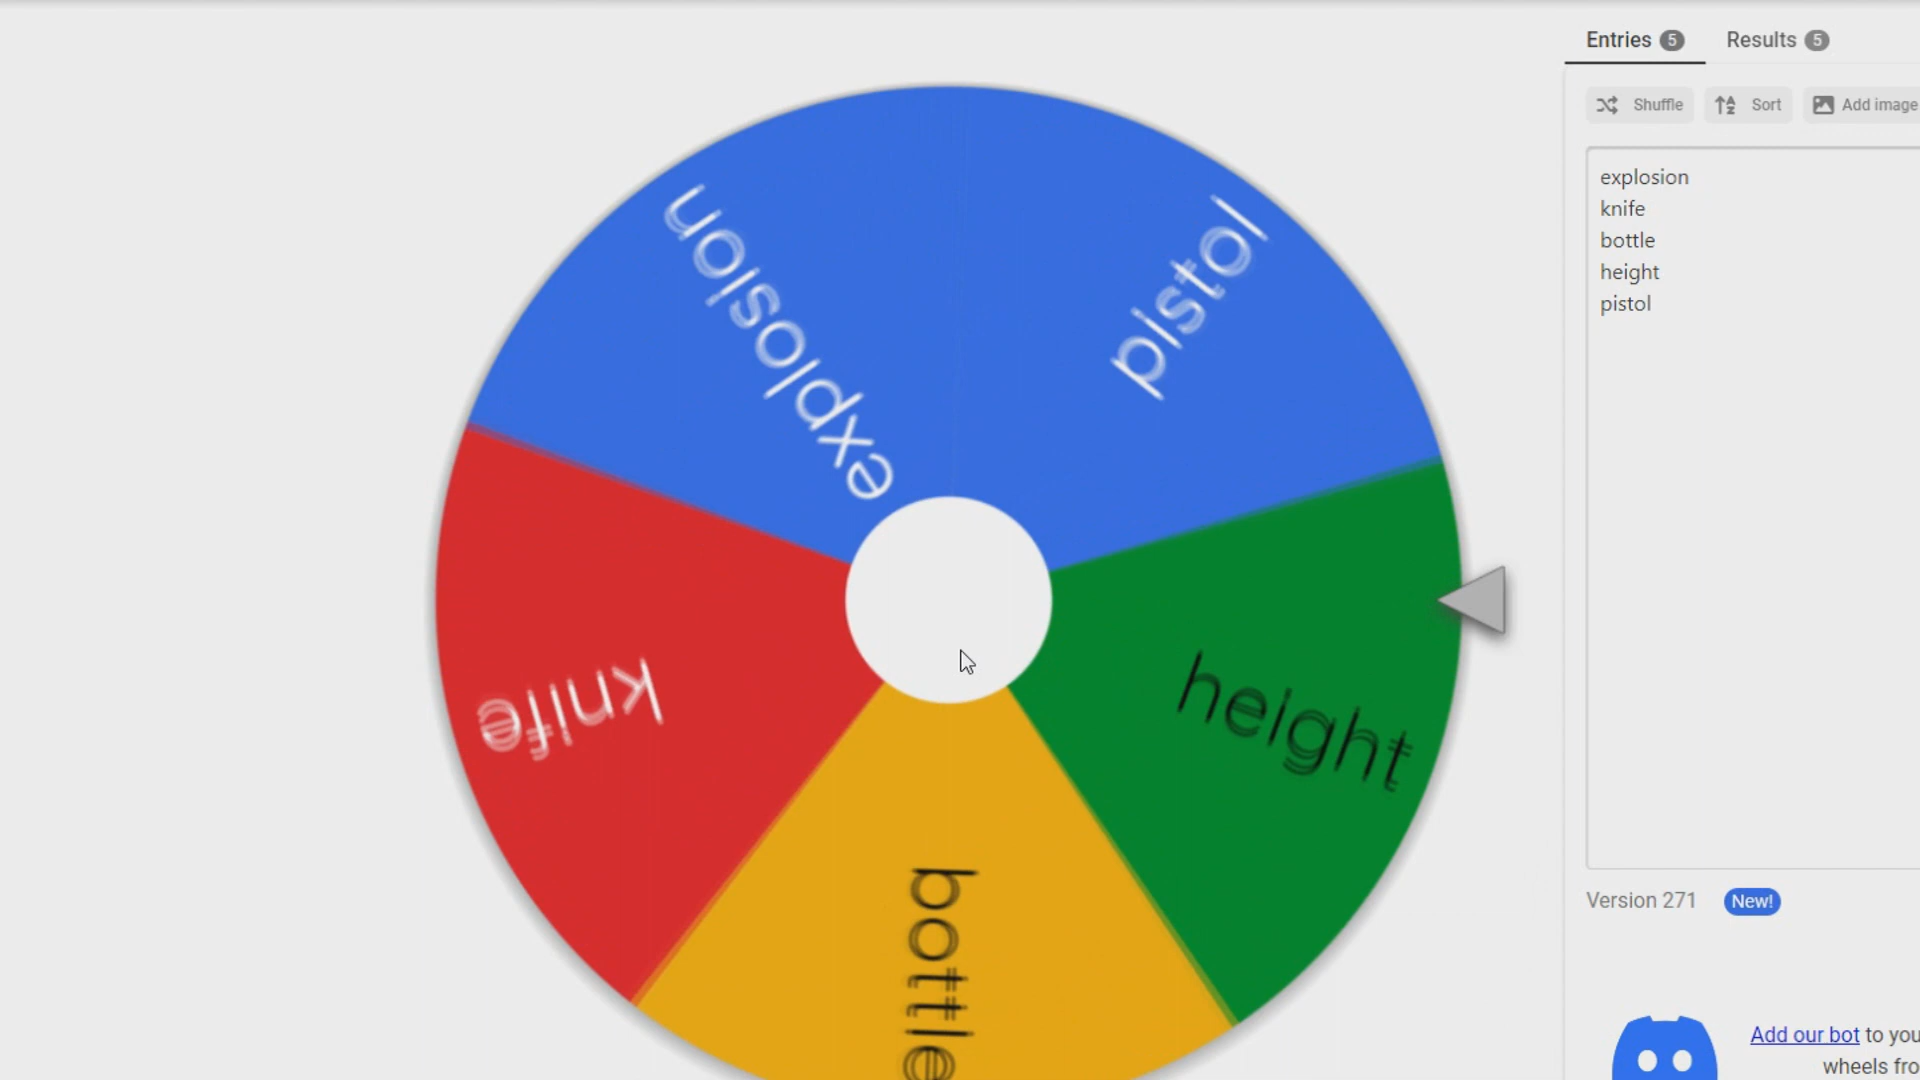 Entries 5 Results 5
Shuffle Sort Add image
explosion
knife
bottle
height
pistol
explosion
pistol
knife
height
bottle
Version 271 New!
Add our bot to you
wheels fro